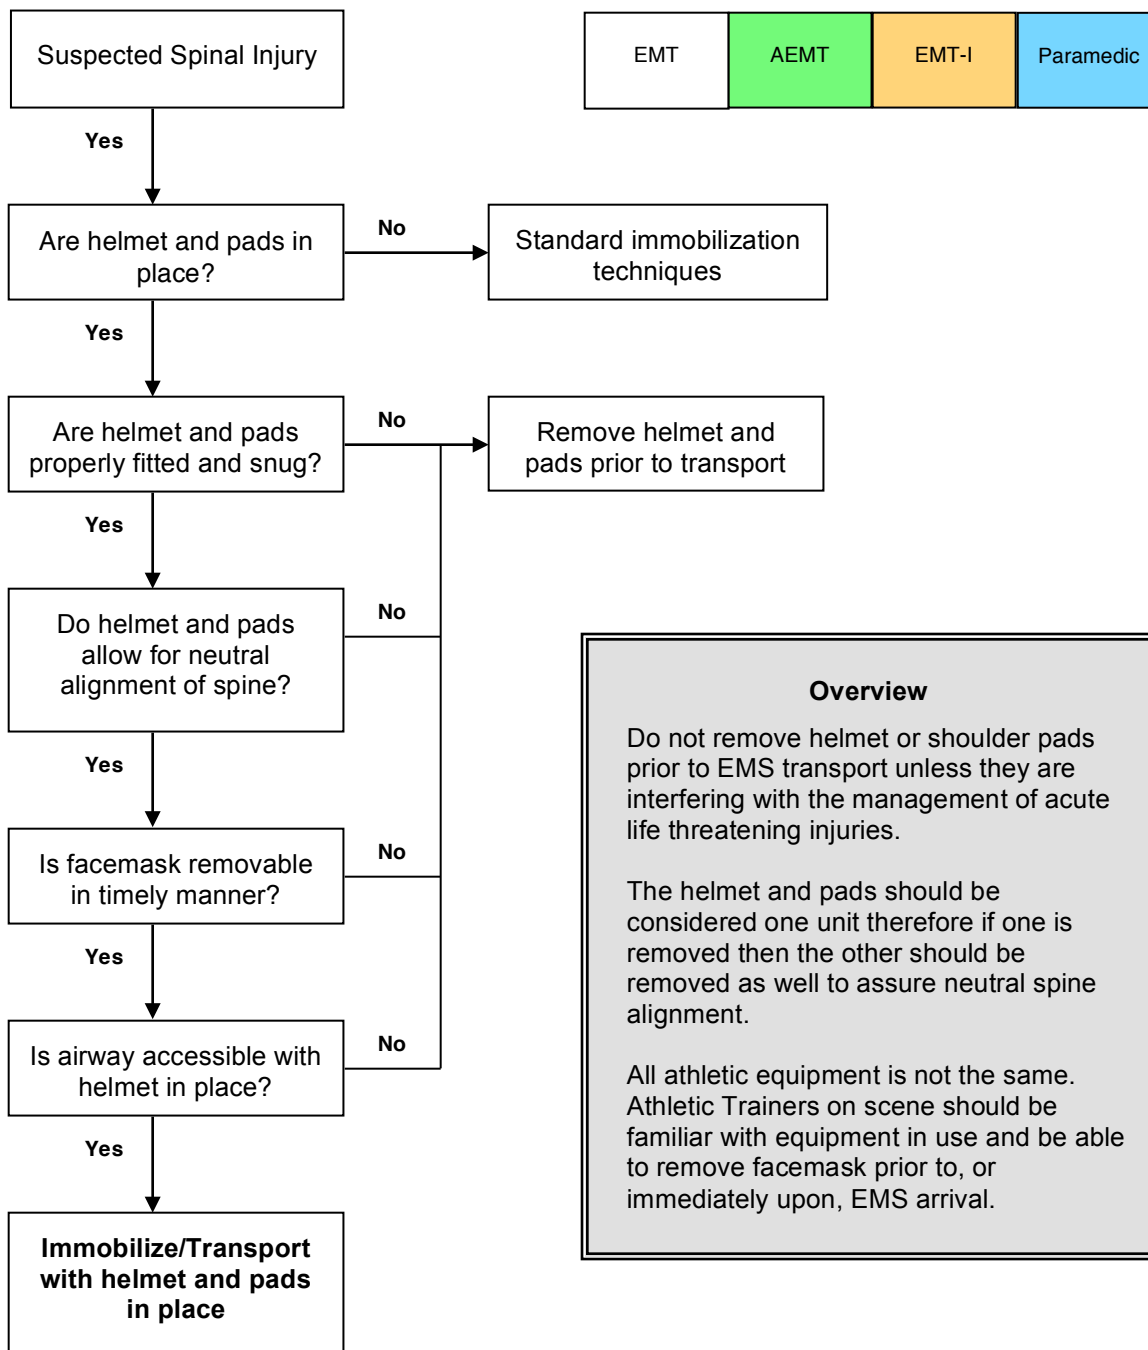 Suspected Spinal Injury
EMT
AEMT
EMT-I
Paramedic
Yes
Are helmet and pads in
place?
No
Standard immobilization
techniques
Yes
Are helmet and pads
properly fitted and snug?
No
Remove helmet and
pads prior to transport
Yes
Do helmet and pads
allow for neutral
alignment of spine?
No
Yes
Is facemask removable
in timely manner?
No
Yes
Is airway accessible with
helmet in place?
No
Yes
Immobilize/Transport
with helmet and pads
in place
Overview
Do not remove helmet or shoulder pads
prior to EMS transport unless they are
interfering with the management of acute
life threatening injuries.
The helmet and pads should be
considered one unit therefore if one is
removed then the other should be
removed as well to assure neutral spine
alignment.
All athletic equipment is not the same.
Athletic Trainers on scene should be
familiar with equipment in use and be able
to remove facemask prior to, or
immediately upon, EMS arrival.